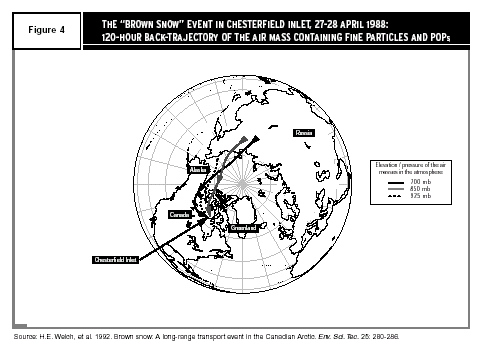 Figure 4
THE "BROWN SNOW" EVENT IN CHESTERFIELD INLET, 27-28 APRIL 1988:
120-HOUR BACK-TRAJECTORY OF THE AIR MASS CONTAINING FINE PARTICLES AND POPs
Russia
Elevation / pressure of the air
masses in the atmosphere:
700 mb
850 mb
925 mb
Alaska
Canada
Greenland
Chesterfield Inlet
Source: H.E. Welch, et al. 1992. Brown snow: A long-range transport event in the Canadian Arctic. Env. Sci. Tec. 25: 280-286.